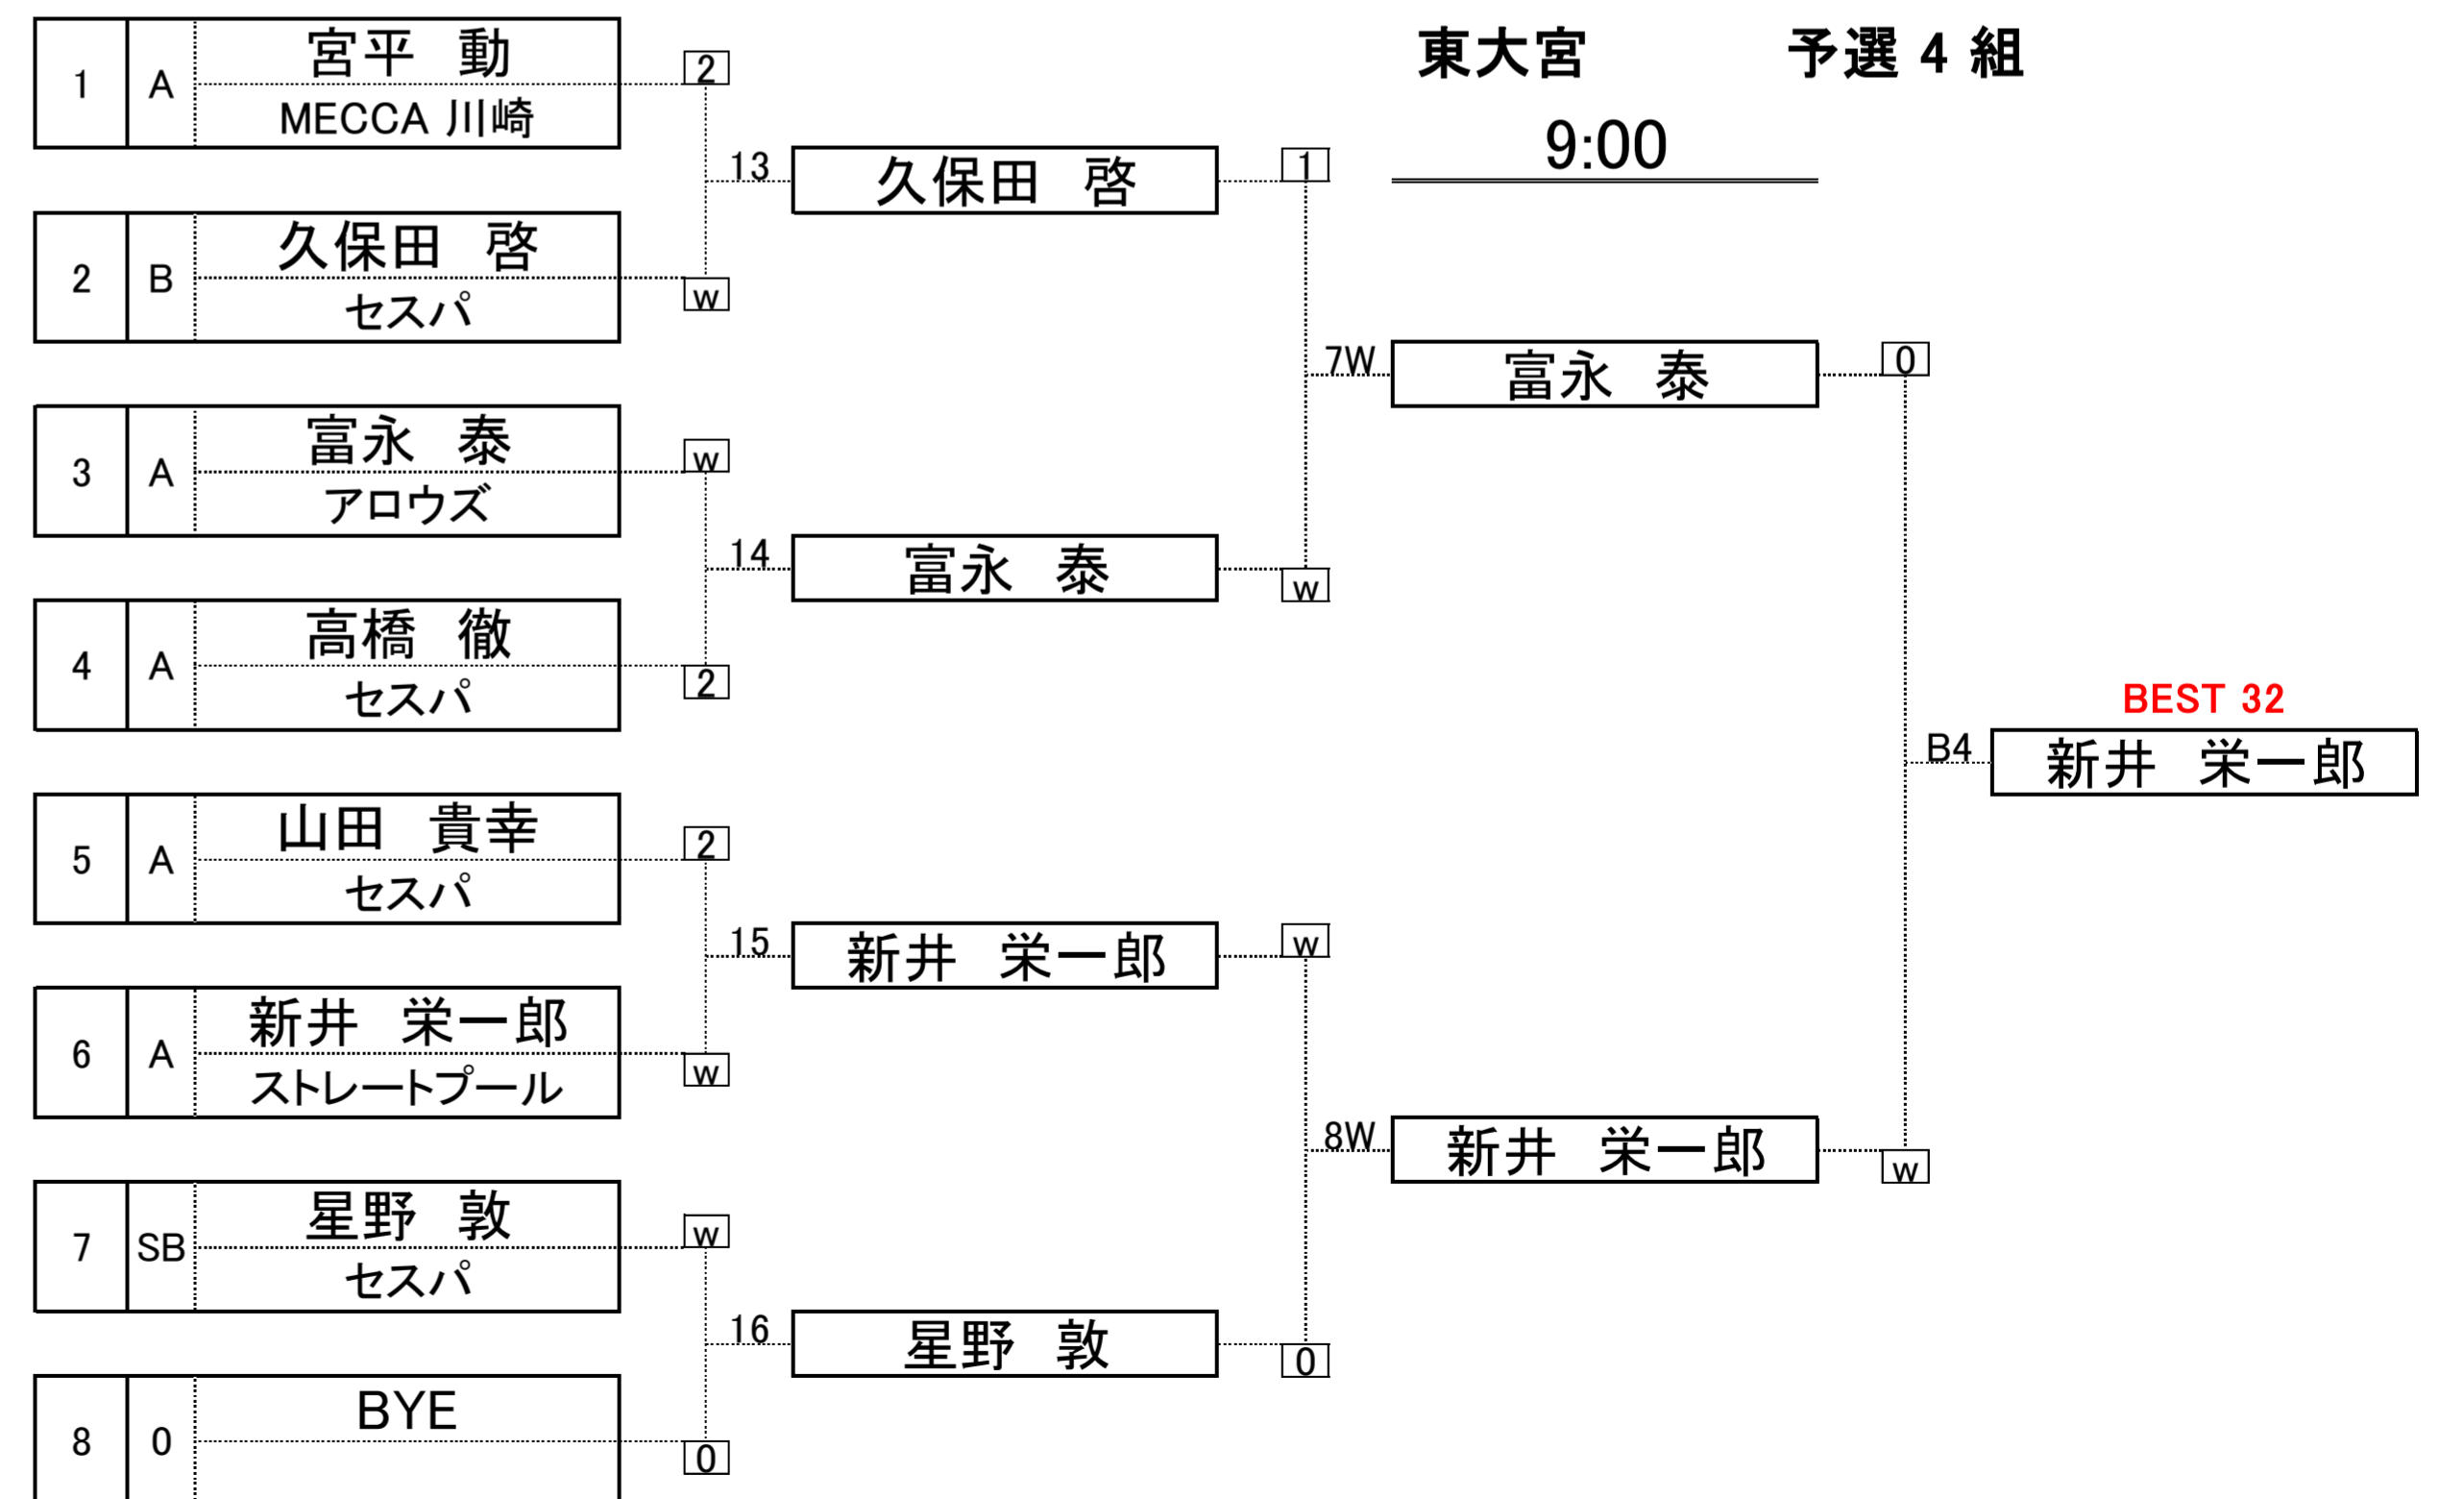 東大宮 予選 4 組
9:00
1 A 宮平 動 2
MECCA 川崎
13 久保田 啓 1
2 B 久保田 啓 w
セスパ
7W 富永 泰 0
3 A 富永 泰 w
アロウズ
14 富永 泰 w
4 A 高橋 徹 2
セスパ
BEST 32
B4 新井 栄一郎
5 A 山田 貴幸 2
セスパ
15 新井 栄一郎 w
6 A 新井 栄一郎 w
ストレートプール
8W 新井 栄一郎 w
7 SB 星野 敦 w
セスパ
16 星野 敦 0
8 0 BYE 0